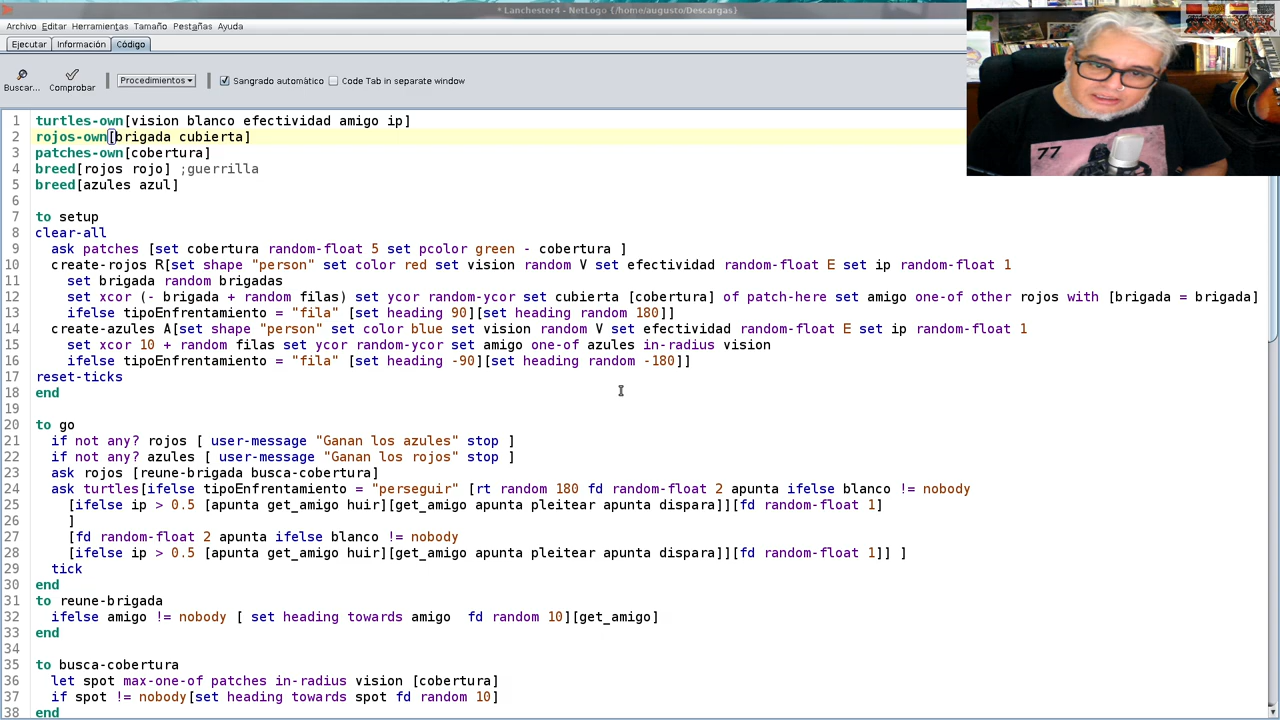 * Lanchester4 - NetLogo {/home/augusto/Descargas}
Archivo Editar Herramientas Tamaño Pestañas Ayuda
Ejecutar Información Código
Buscar... Comprobar Procedimientos Sangrado automático Code Tab in separate window
1 turtles-own[vision blanco efectividad amigo ip]
2 rojos-own[brigada cubierta]
3 patches-own[cobertura]
4 breed[rojos rojo] ;guerrilla
5 breed[azules azul]
6
7 to setup
8 clear-all
9 ask patches [set cobertura random-float 5 set pcolor green - cobertura ]
10 create-rojos R[set shape "person" set color red set vision random V set efectividad random-float E set ip random-float 1
11 set brigada random brigadas
12 set xcor (- brigada + random filas) set ycor random-ycor set cubierta [cobertura] of patch-here set amigo one-of other rojos with [brigada = brigada]
13 ifelse tipoEnfrentamiento = "fila" [set heading 90][set heading random 180]]
14 create-azules A[set shape "person" set color blue set vision random V set efectividad random-float E set ip random-float 1
15 set xcor 10 + random filas set ycor random-ycor set amigo one-of azules in-radius vision
16 ifelse tipoEnfrentamiento = "fila" [set heading -90][set heading random -180]]
17 reset-ticks
18 end
19
20 to go
21 if not any? rojos [ user-message "Ganan los azules" stop ]
22 if not any? azules [ user-message "Ganan los rojos" stop ]
23 ask rojos [reune-brigada busca-cobertura]
24 ask turtles[ifelse tipoEnfrentamiento = "perseguir" [rt random 180 fd random-float 2 apunta ifelse blanco != nobody
25 [ifelse ip > 0.5 [apunta get_amigo huir][get_amigo apunta pleitear apunta dispara]][fd random-float 1]
26 ]
27 [fd random-float 2 apunta ifelse blanco != nobody
28 [ifelse ip > 0.5 [apunta get_amigo huir][get_amigo apunta pleitear apunta dispara]][fd random-float 1]] ]
29 tick
30 end
31 to reune-brigada
32 ifelse amigo != nobody [ set heading towards amigo fd random 10][get_amigo]
33 end
34
35 to busca-cobertura
36 let spot max-one-of patches in-radius vision [cobertura]
37 if spot != nobody[set heading towards spot fd random 10]
38 end
77